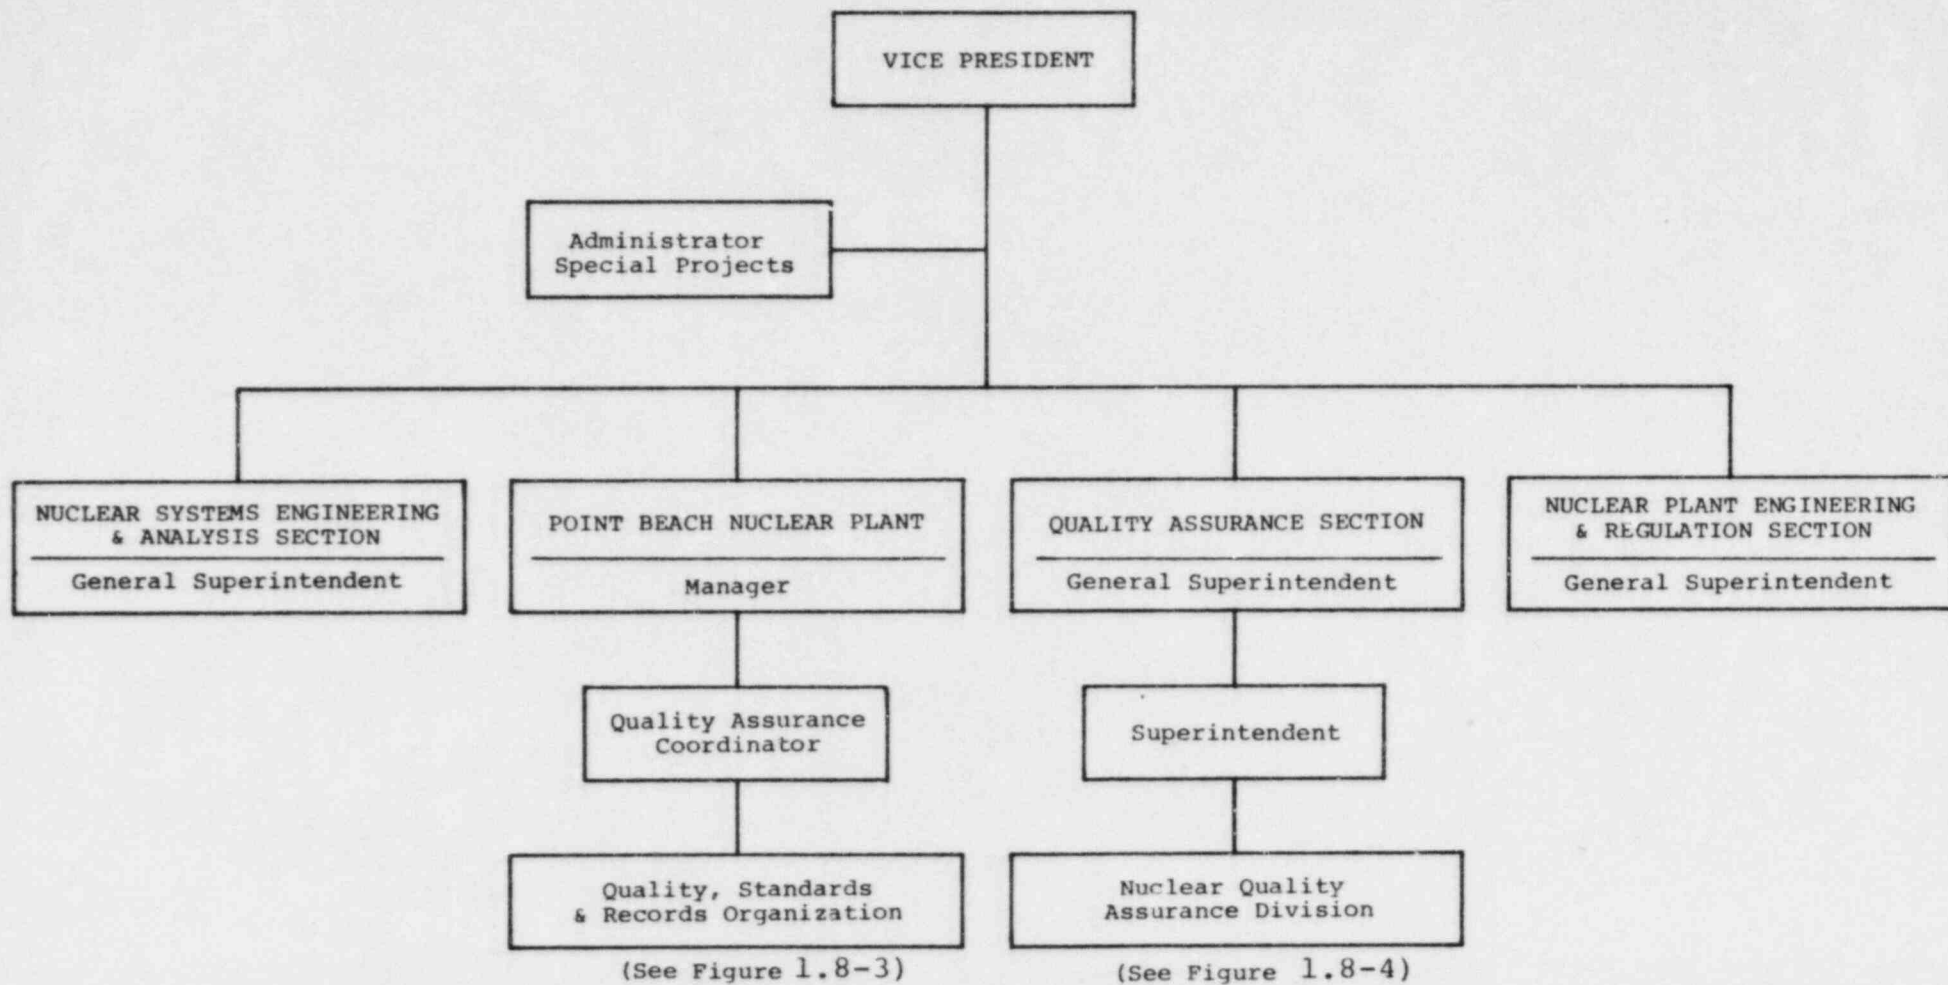 VICE PRESIDENT
Administrator
Special Projects
NUCLEAR SYSTEMS ENGINEERING
& ANALYSIS SECTION
General Superintendent
POINT BEACH NUCLEAR PLANT
Manager
QUALITY ASSURANCE SECTION
General Superintendent
NUCLEAR PLANT ENGINEERING
& REGULATION SECTION
General Superintendent
Quality Assurance
Coordinator
Superintendent
Quality, Standards
& Records Organization
(See Figure 1.8-3)
Nuclear Quality
Assurance Division
(See Figure 1.8-4)